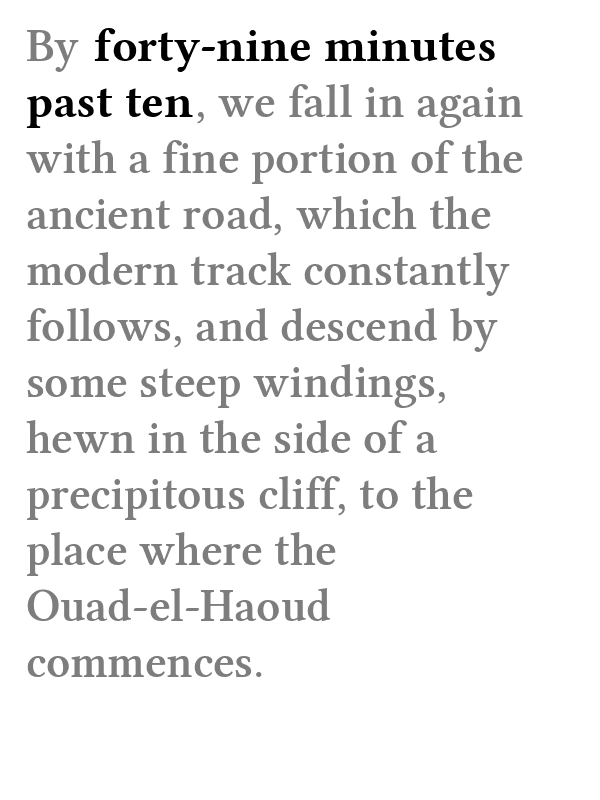 By forty-nine minutes
past ten, we fall in again
with a fine portion of the
ancient road, which the
modern track constantly
follows, and descend by
some steep windings,
hewn in the side of a
precipitous cliff, to the
place where the
Ouad-el-Haoud
commences.